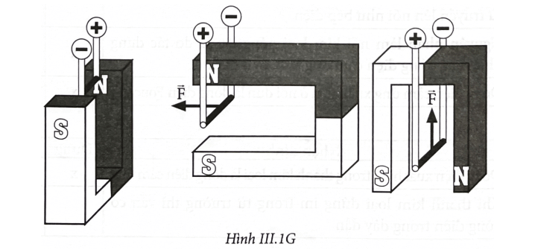 + − N S
− + N F⃗ S
+ − F⃗ S N
Hình III.1G